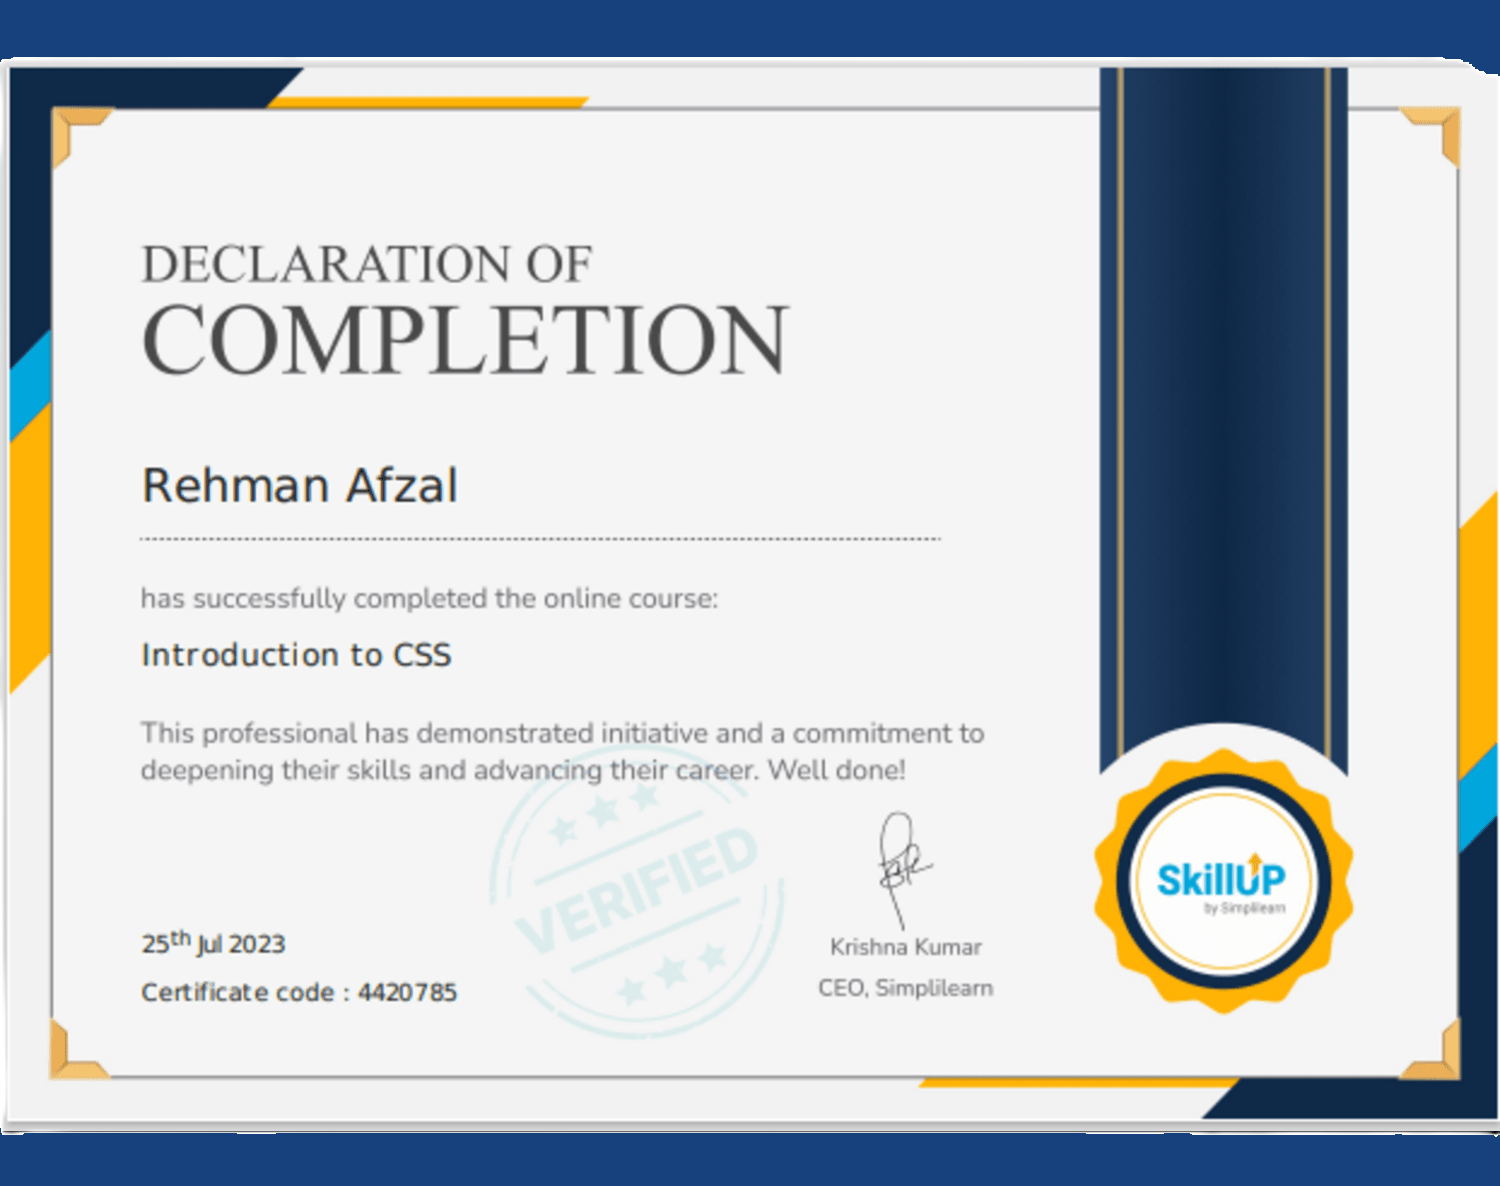 DECLARATION OF
COMPLETION
Rehman Afzal
has successfully completed the online course:
Introduction to CSS
This professional has demonstrated initiative and a commitment to
deepening their skills and advancing their career. Well done!
VERIFIED
25th Jul 2023
Certificate code : 4420785
Krishna Kumar
CEO, Simplilearn
SkillUP
by Simplilearn